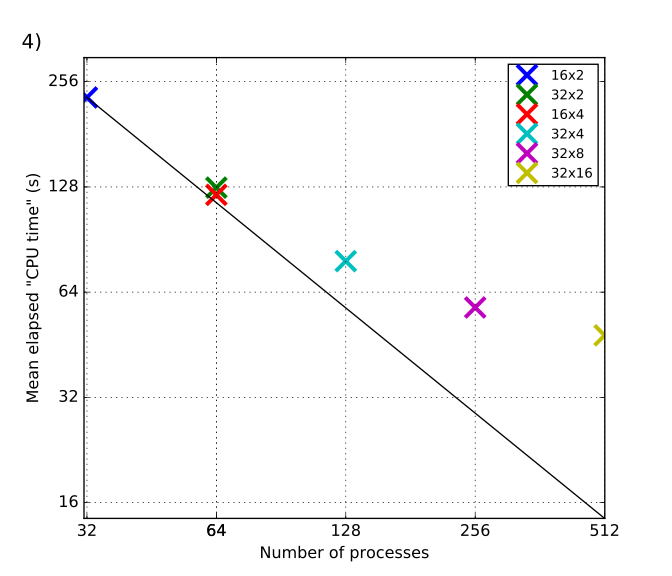 4)
256
128
64
32
16
Mean elapsed "CPU time" (s)
16x2
32x2
16x4
32x4
32x8
32x16
32 64 128 256 512
Number of processes